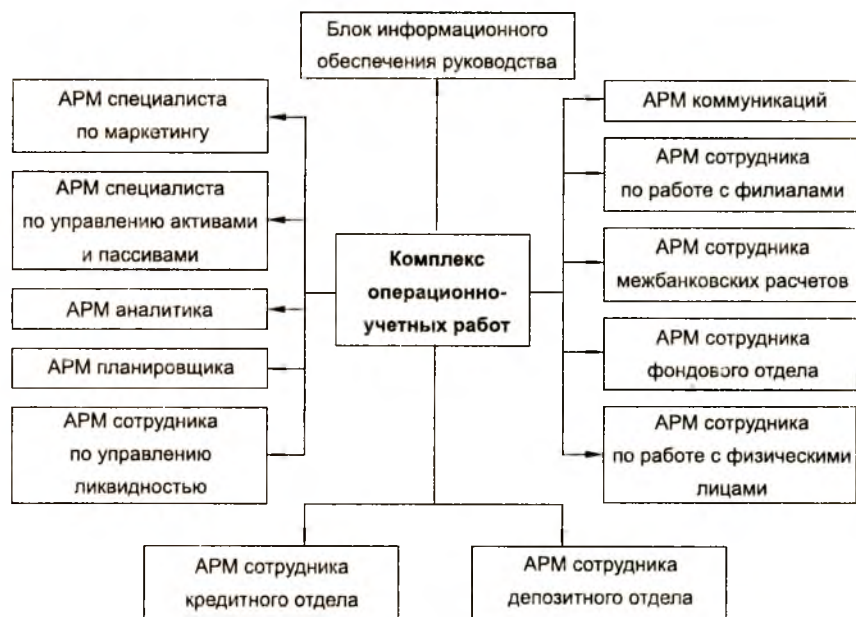 Блок информационного
обеспечения руководства
АРМ специалиста
по маркетингу
АРМ специалиста
по управлению активами
и пассивами
АРМ аналитика
АРМ планировщика
АРМ сотрудника
по управлению
ликвидностью
Комплекс
операционно-
учетных работ
АРМ коммуникаций
АРМ сотрудника
по работе с филиалами
АРМ сотрудника
межбанковских расчетов
АРМ сотрудника
фондового отдела
АРМ сотрудника
по работе с физическими
лицами
АРМ сотрудника
кредитного отдела
АРМ сотрудника
депозитного отдела